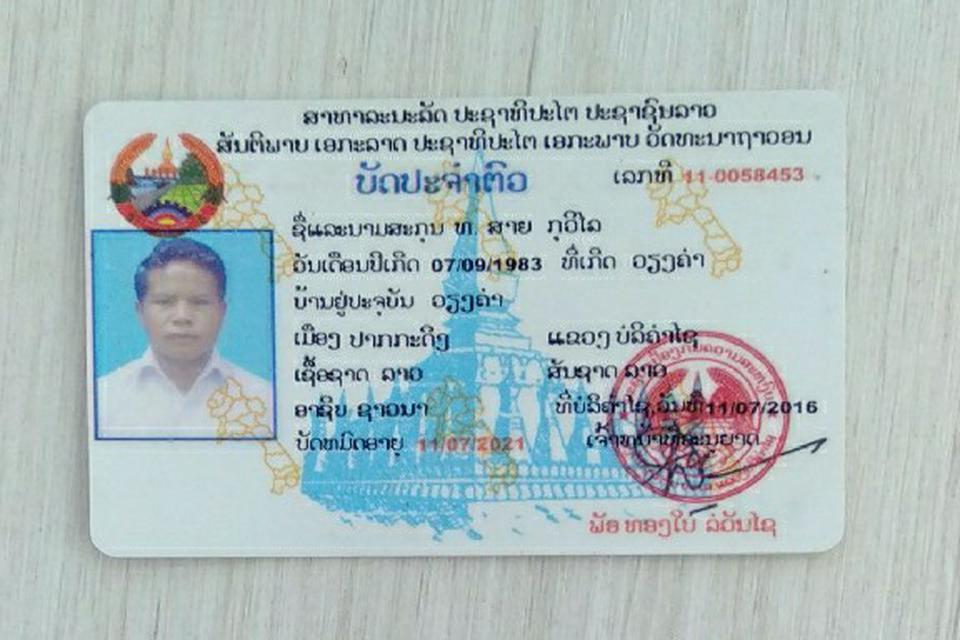 ສາທາລະນະລັດ ປະຊາທິປະໄຕ ປະຊາຊົນລາວ
ສັນຕິພາບ ເອກະລາດ ປະຊາທິປະໄຕ ເອກະພາບ ວັດທະນາຖາວອນ
ບັດປະຈຳຕົວ
ເລກທີ 11-0058453
ຊື່ແລະນາມສະກຸນ ທ. ສາຍ ກຸວິໄລ
ວັນເດືອນປີເກີດ 07/09/1983 ທີ່ເກີດ ວຽງຄຳ
ບ້ານຢູ່ປະຈຸບັນ ວຽງຄຳ
ເມືອງ ປາກກະດິງ ແຂວງ ບໍລິຄຳໄຊ
ເຊື້ອຊາດ ລາວ ສັນຊາດ ລາວ
ອາຊີບ ຊາວນາ ທີ່ບໍລິຄຳໄຊ, ວັນທີ 11/07/2016
ບັດຫມົດອາຍຸ 11/07/2021 ເຈົ້າຫນ້າທີ່ອະນຸຍາດ
ພັອ ທອງໃບ ລໍວັນໄຊ